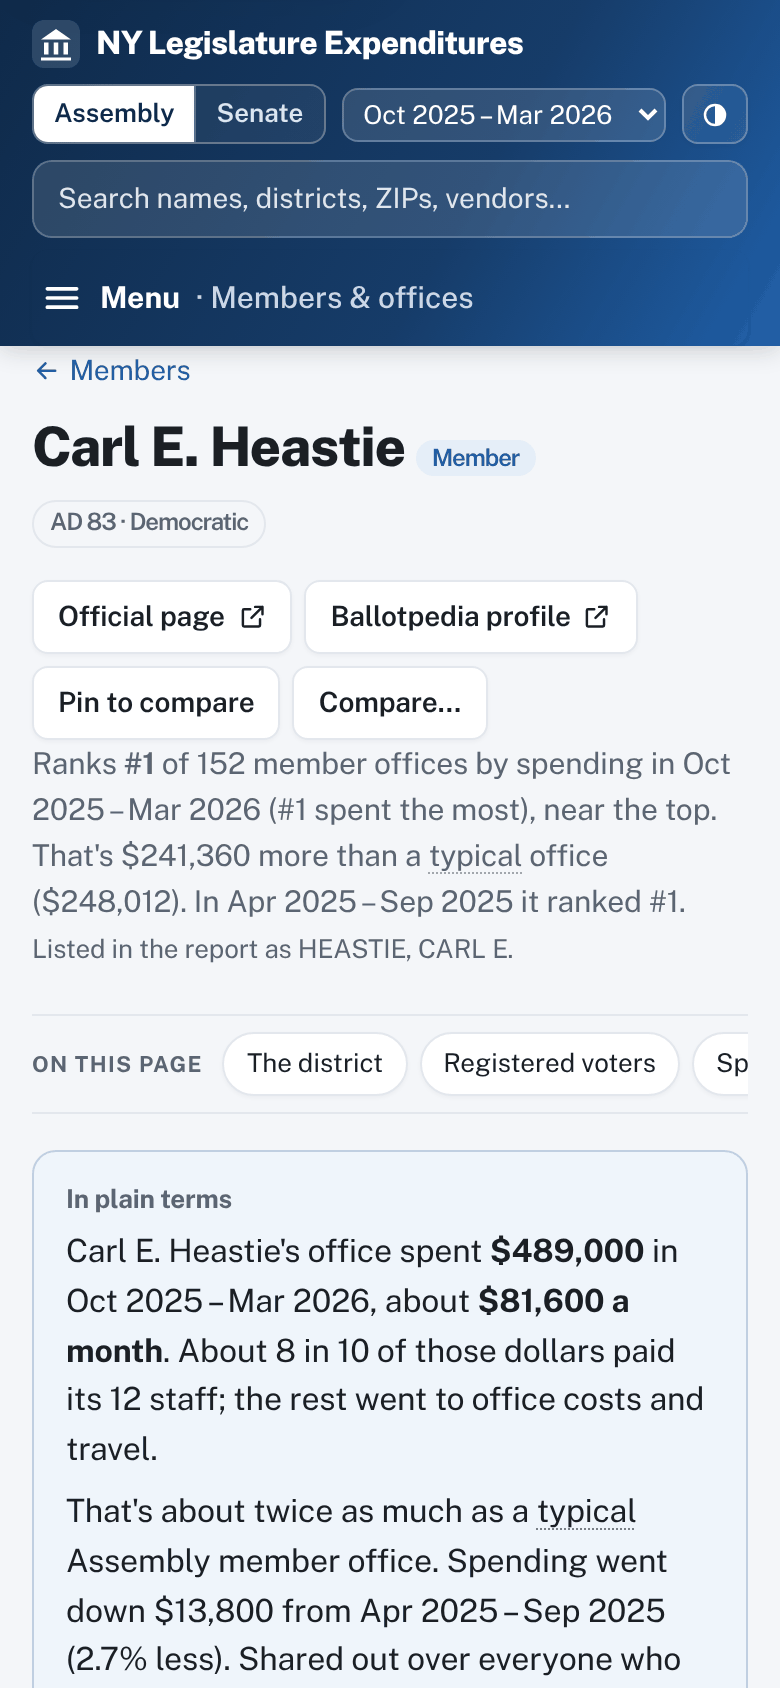 NY Legislature Expenditures
Assembly Senate Oct 2025 – Mar 2026
Search names, districts, ZIPs, vendors...
Menu · Members & offices
← Members
Carl E. Heastie Member
AD 83 · Democratic
Official page Ballotpedia profile
Pin to compare Compare...
Ranks #1 of 152 member offices by spending in Oct
2025 – Mar 2026 (#1 spent the most), near the top.
That's $241,360 more than a typical office
($248,012). In Apr 2025 – Sep 2025 it ranked #1.
Listed in the report as HEASTIE, CARL E.
ON THIS PAGE The district Registered voters Sp
In plain terms
Carl E. Heastie's office spent $489,000 in
Oct 2025 – Mar 2026, about $81,600 a
month. About 8 in 10 of those dollars paid
its 12 staff; the rest went to office costs and
travel.
That's about twice as much as a typical
Assembly member office. Spending went
down $13,800 from Apr 2025 – Sep 2025
(2.7% less). Shared out over everyone who